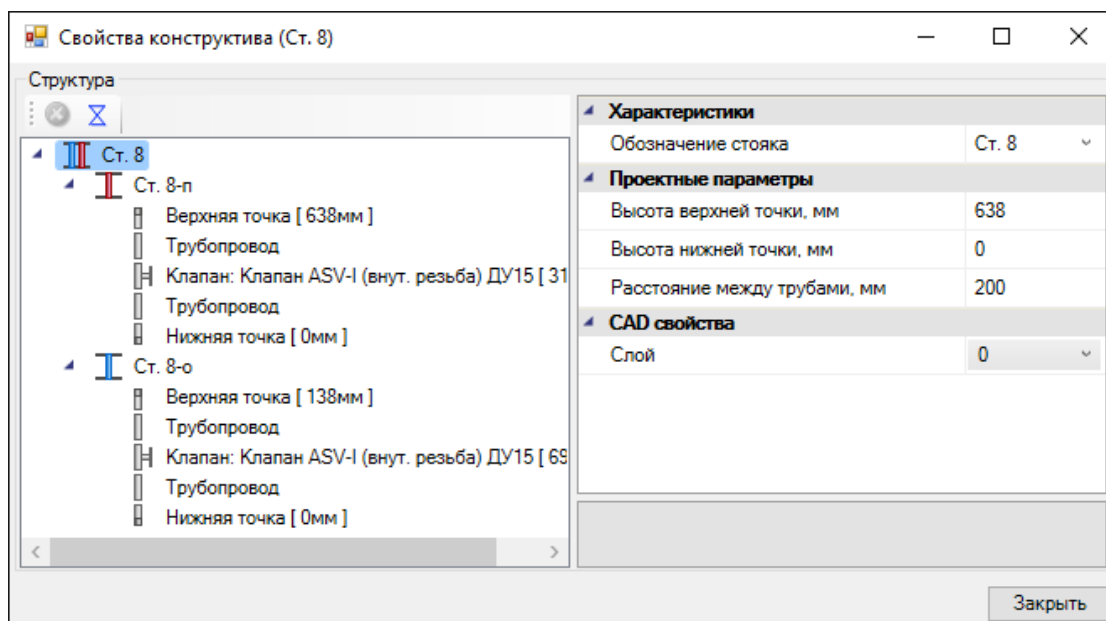 Свойства конструктива (Ст. 8)
Структура
Ст. 8
Ст. 8-п
Верхняя точка [ 638мм ]
Трубопровод
Клапан: Клапан ASV-I (внут. резьба) ДУ15 [ 31
Трубопровод
Нижняя точка [ 0мм ]
Ст. 8-о
Верхняя точка [ 138мм ]
Трубопровод
Клапан: Клапан ASV-I (внут. резьба) ДУ15 [ 69
Трубопровод
Нижняя точка [ 0мм ]
Характеристики
Обозначение стояка Ст. 8
Проектные параметры
Высота верхней точки, мм 638
Высота нижней точки, мм 0
Расстояние между трубами, мм 200
CAD свойства
Слой 0
Закрыть